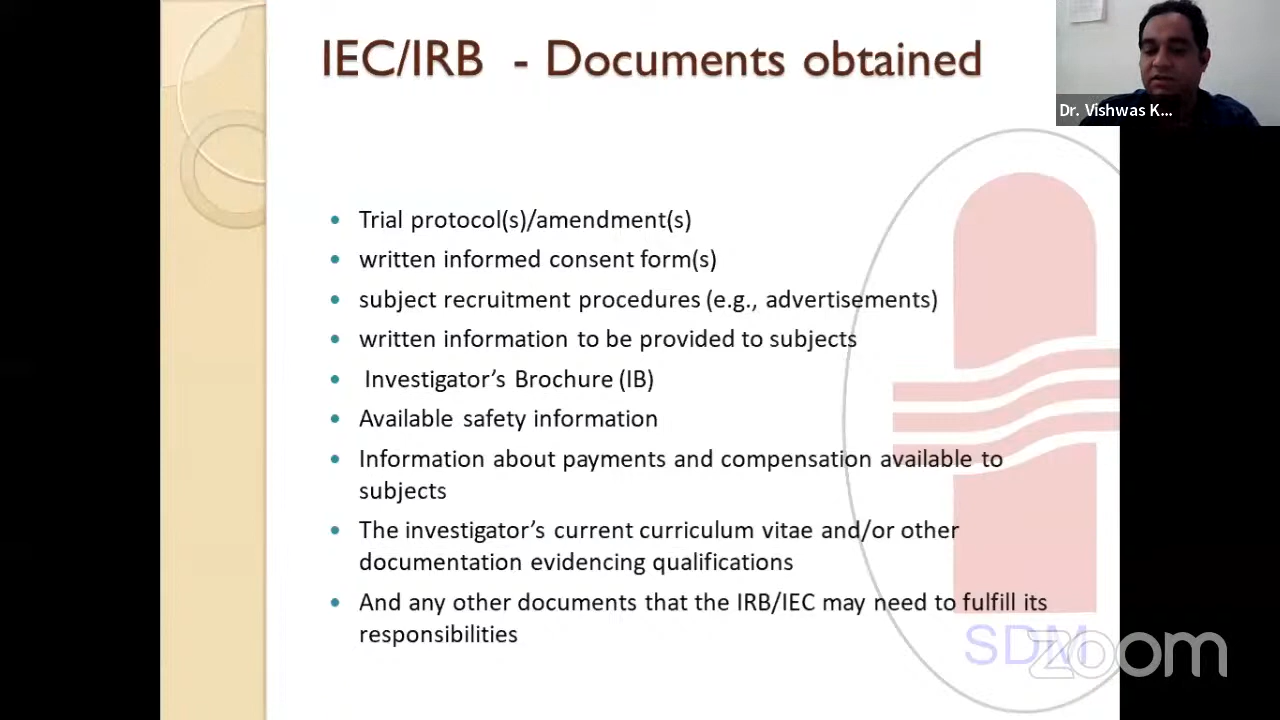 IEC/IRB - Documents obtained
Dr. Vishwas K...
• Trial protocol(s)/amendment(s)
• written informed consent form(s)
• subject recruitment procedures (e.g., advertisements)
• written information to be provided to subjects
• Investigator's Brochure (IB)
• Available safety information
• Information about payments and compensation available to
subjects
• The investigator's current curriculum vitae and/or other
documentation evidencing qualifications
• And any other documents that the IRB/IEC may need to fulfill its
responsibilities
SDM
zoom